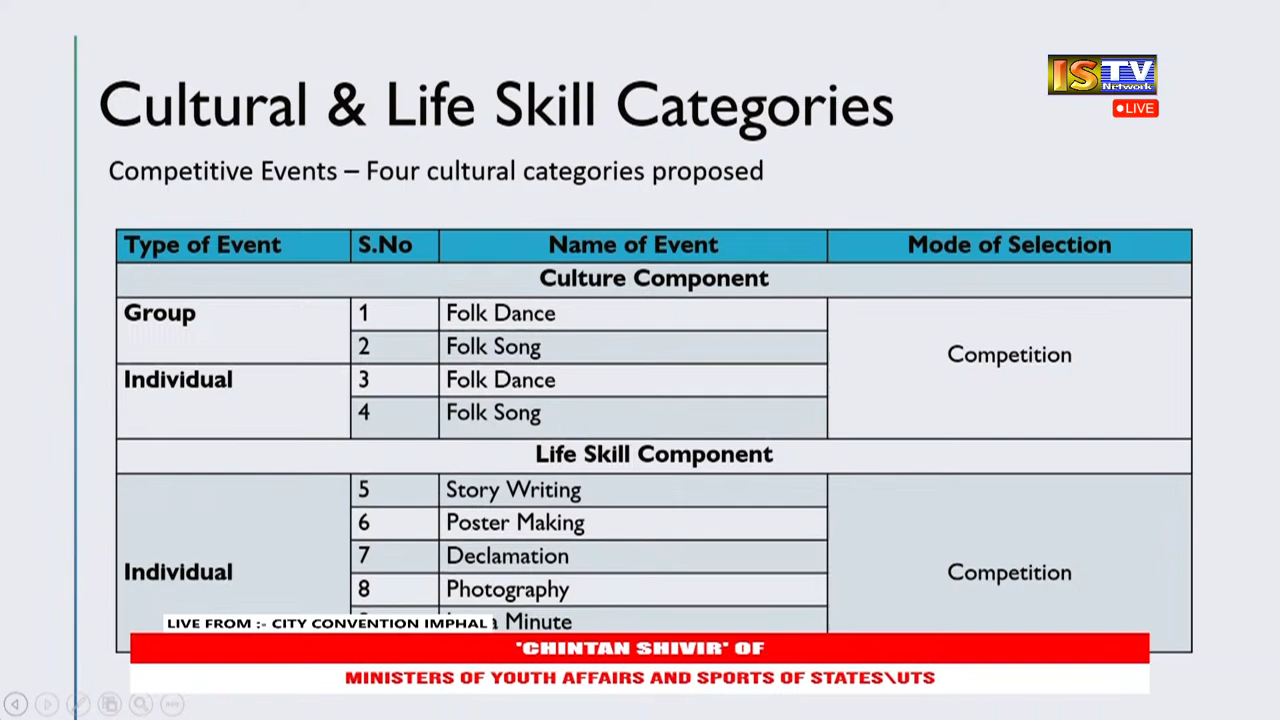 Cultural & Life Skill Categories
IS TV
Network
LIVE
Competitive Events – Four cultural categories proposed
Type of Event S.No Name of Event Mode of Selection
Culture Component
Group 1 Folk Dance
2 Folk Song
Competition
Individual 3 Folk Dance
4 Folk Song
Life Skill Component
5 Story Writing
6 Poster Making
7 Declamation
Individual Competition
8 Photography
a Minute
LIVE FROM :- CITY CONVENTION IMPHAL
'CHINTAN SHIVIR' OF
MINISTERS OF YOUTH AFFAIRS AND SPORTS OF STATES\UTS